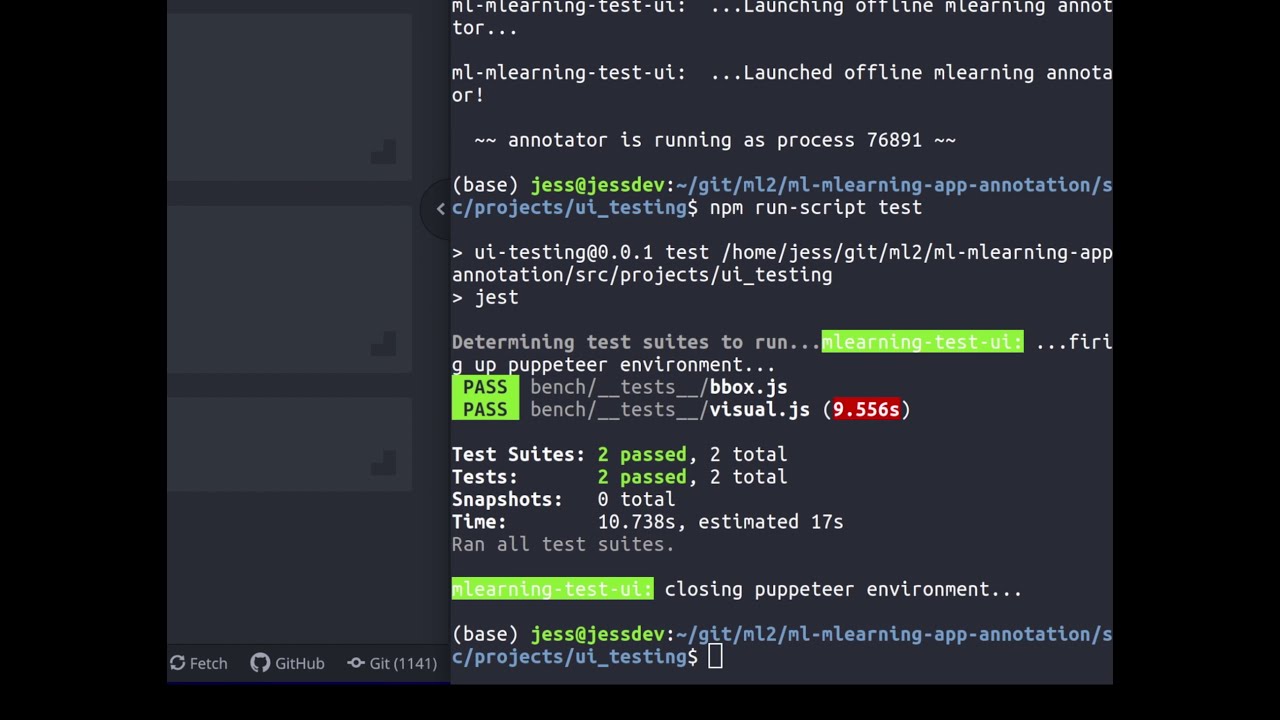 ml-mlearning-test-ui:  ...Launching offline mlearning annot
tor...
ml-mlearning-test-ui:  ...Launched offline mlearning annota
or!
~~ annotator is running as process 76891 ~~
(base) jess@jessdev:~/git/ml2/ml-mlearning-app-annotation/s
c/projects/ui_testing$ npm run-script test
> ui-testing@0.0.1 test /home/jess/git/ml2/ml-mlearning-app
annotation/src/projects/ui_testing
> jest
Determining test suites to run...mlearning-test-ui: ...firi
g up puppeteer environment...
PASS bench/__tests__/bbox.js
PASS bench/__tests__/visual.js (9.556s)
Test Suites: 2 passed, 2 total
Tests:       2 passed, 2 total
Snapshots:   0 total
Time:        10.738s, estimated 17s
Ran all test suites.
mlearning-test-ui: closing puppeteer environment...
(base) jess@jessdev:~/git/ml2/ml-mlearning-app-annotation/s
c/projects/ui_testing$
Fetch GitHub Git (1141)